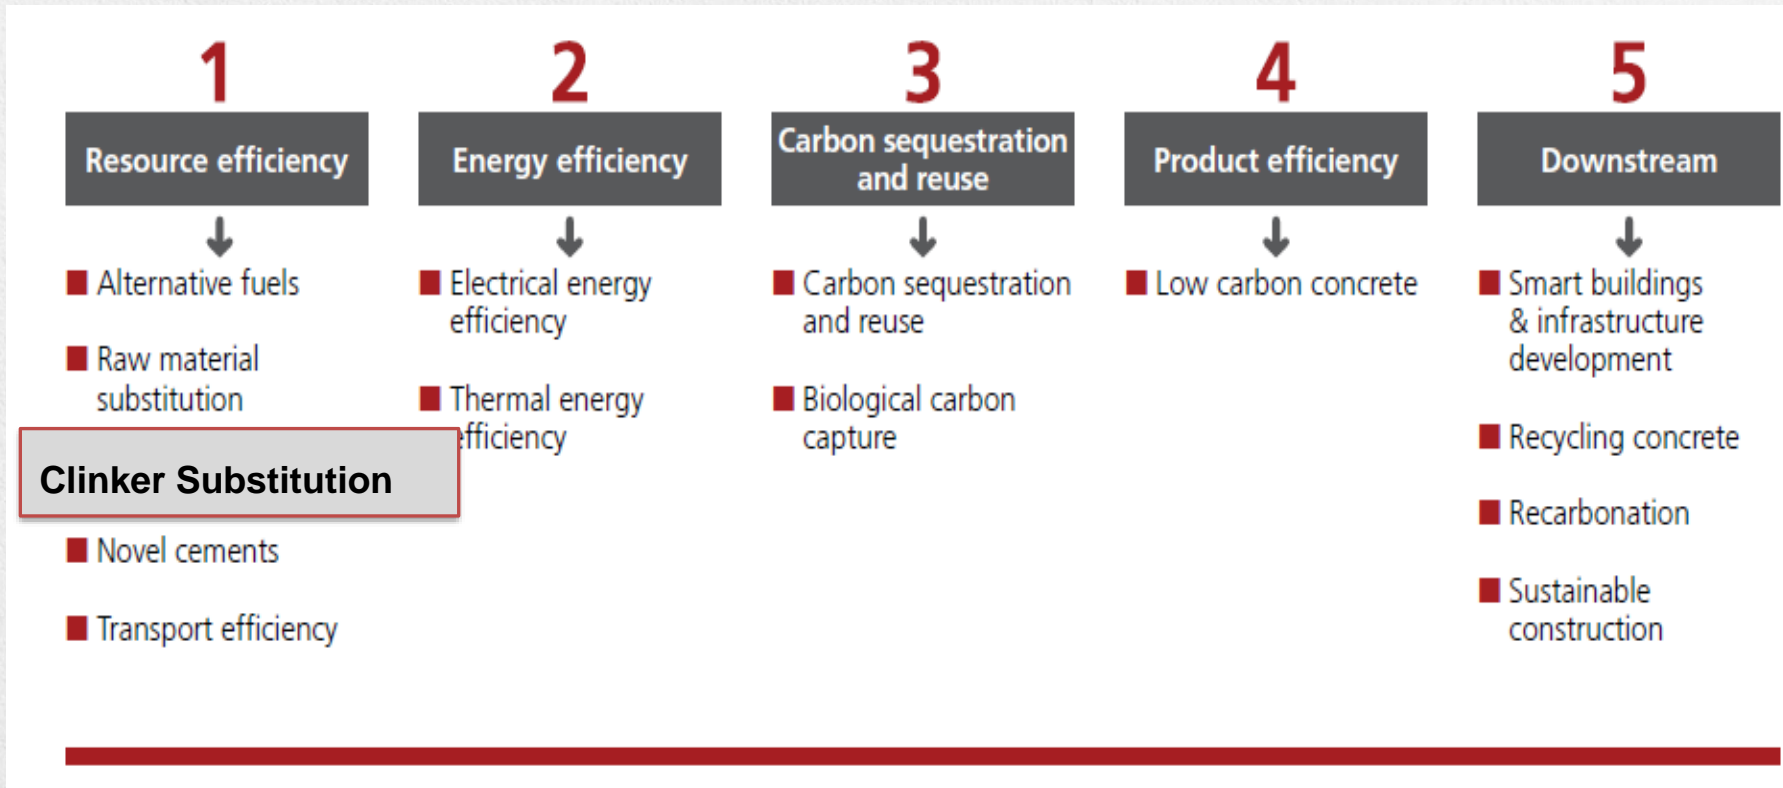 1
Resource efficiency
Alternative fuels
Raw material
substitution
Clinker Substitution
Novel cements
Transport efficiency
2
Energy efficiency
Electrical energy
efficiency
Thermal energy
efficiency
3
Carbon sequestration
and reuse
Carbon sequestration
and reuse
Biological carbon
capture
4
Product efficiency
Low carbon concrete
5
Downstream
Smart buildings
& infrastructure
development
Recycling concrete
Recarbonation
Sustainable
construction